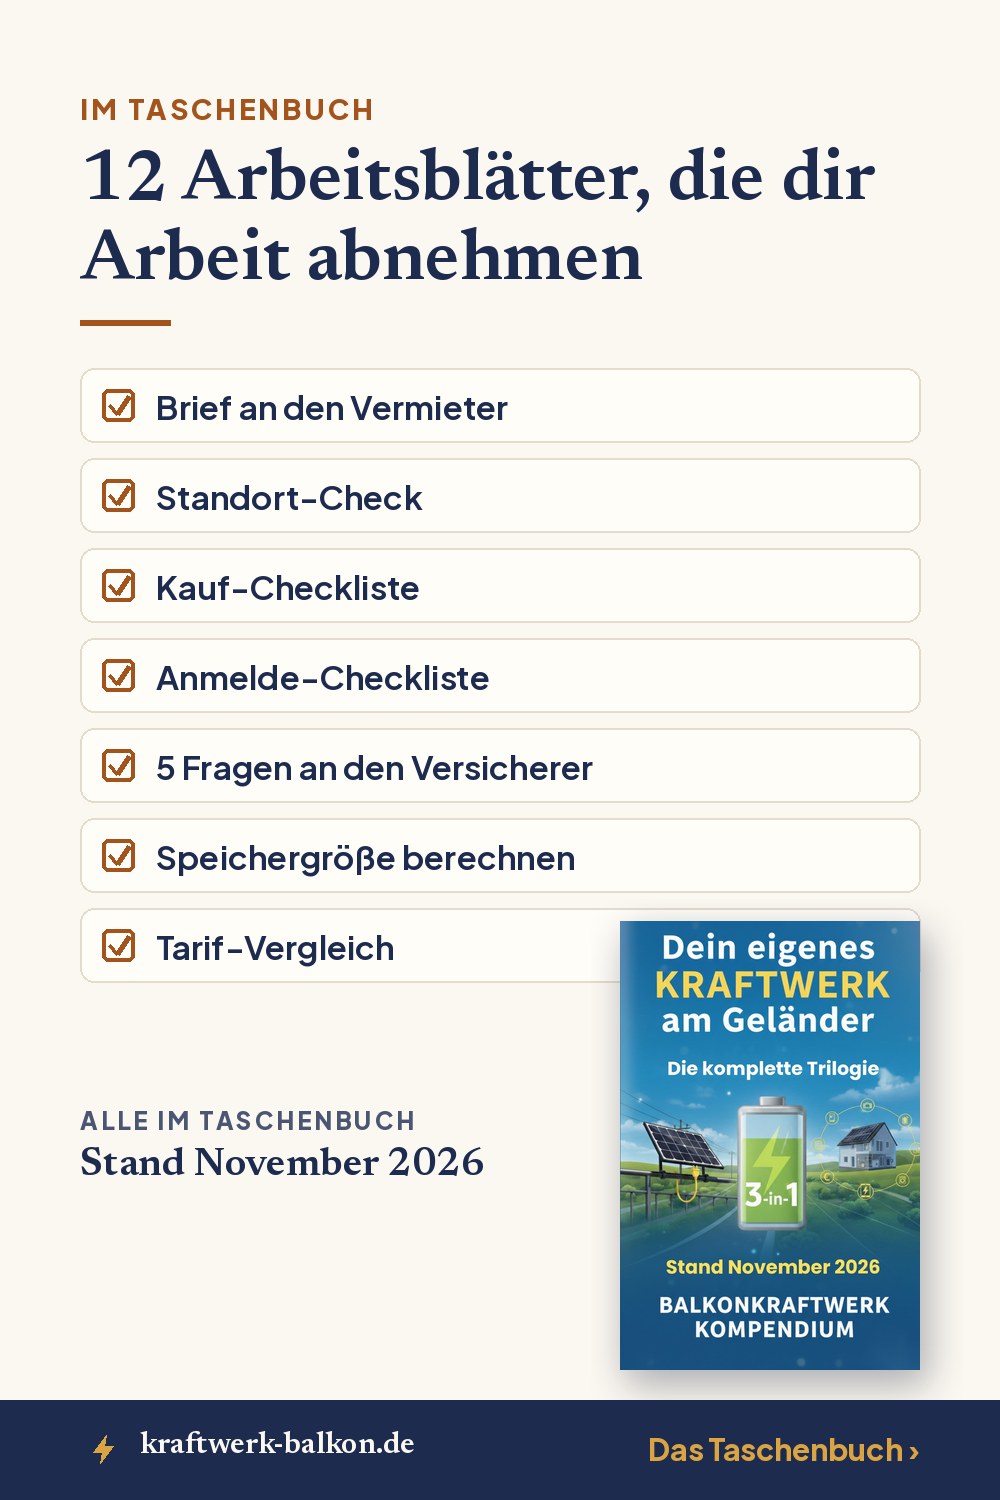 IM TASCHENBUCH
12 Arbeitsblätter, die dir
Arbeit abnehmen
Brief an den Vermieter
Standort-Check
Kauf-Checkliste
Anmelde-Checkliste
5 Fragen an den Versicherer
Speichergröße berechnen
Tarif-Vergleich
Dein eigenes
KRAFTWERK
am Geländer
Die komplette Trilogie
3-in-1
Stand November 2026
BALKONKRAFTWERK
KOMPENDIUM
ALLE IM TASCHENBUCH
Stand November 2026
kraftwerk-balkon.de
Das Taschenbuch ›